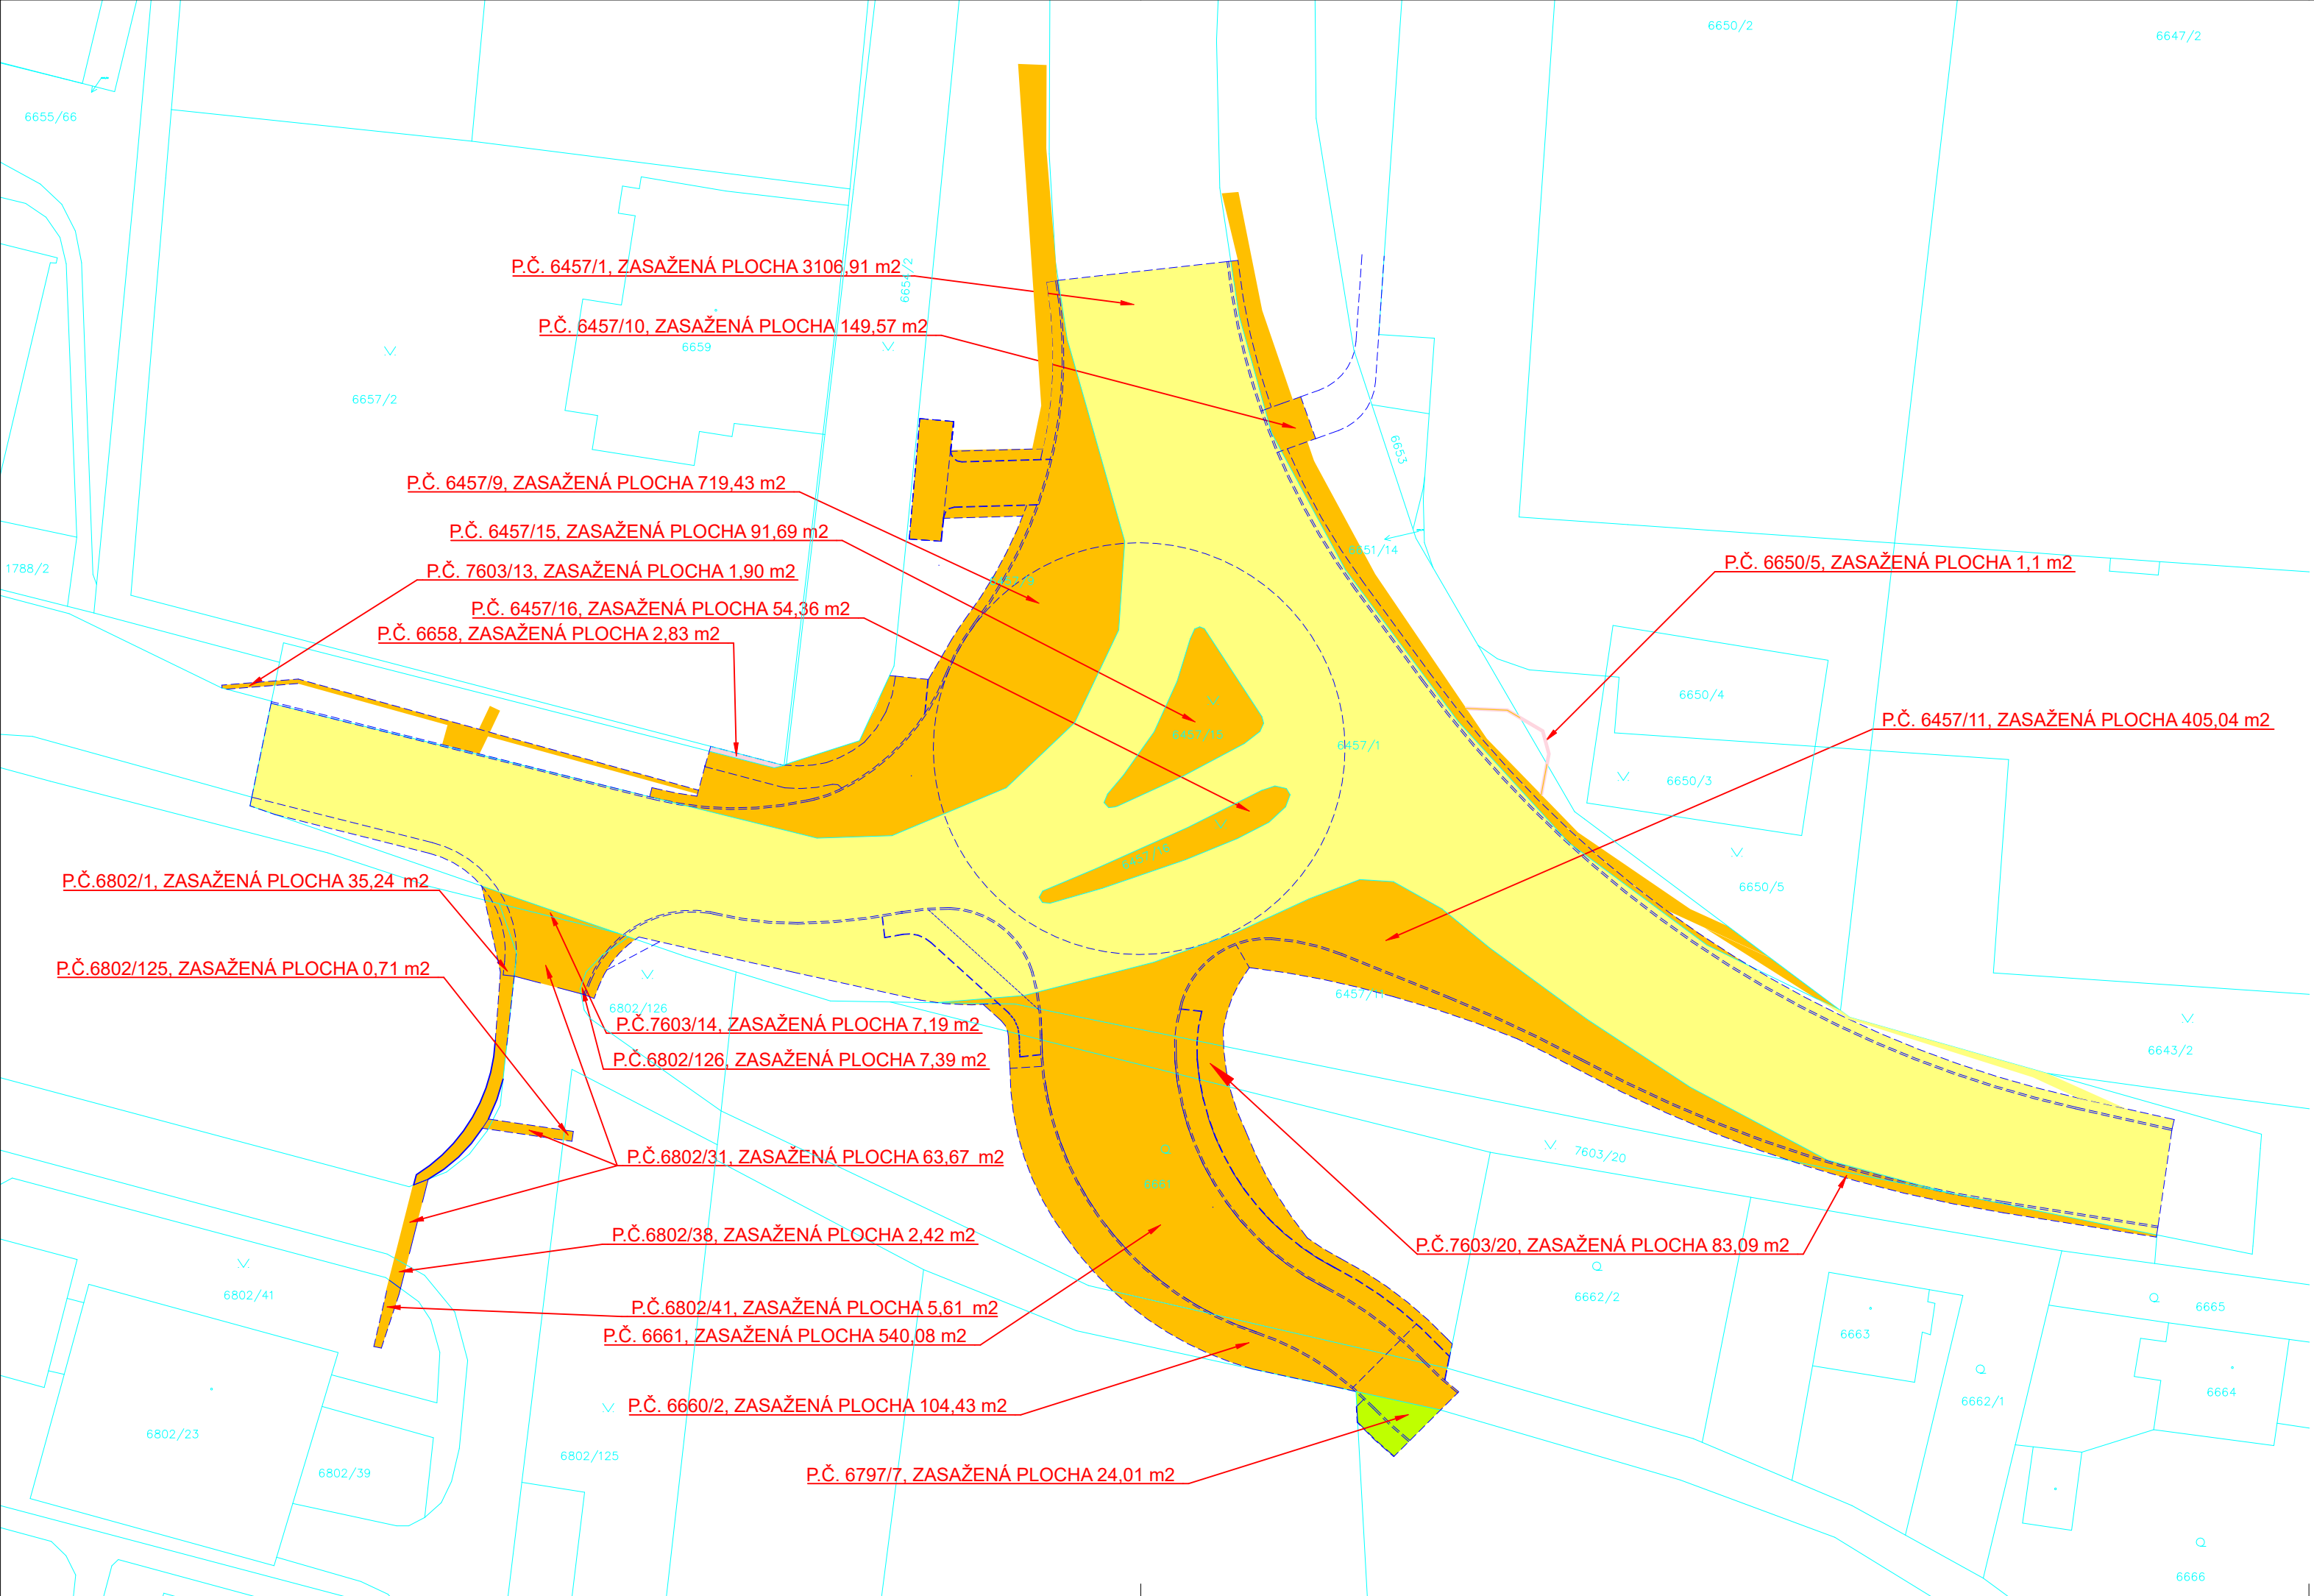 6650/2
6647/2
6655/66
P.Č. 6457/1, ZASAŽENÁ PLOCHA 3106,91 m2
P.Č. 6457/10, ZASAŽENÁ PLOCHA 149,57 m2
6659
6657/2
6653
P.Č. 6457/9, ZASAŽENÁ PLOCHA 719,43 m2
P.Č. 6457/15, ZASAŽENÁ PLOCHA 91,69 m2
6651/14
P.Č. 6650/5, ZASAŽENÁ PLOCHA 1,1 m2
1788/2
P.Č. 7603/13, ZASAŽENÁ PLOCHA 1,90 m2
P.Č. 6457/16, ZASAŽENÁ PLOCHA 54,36 m2
P.Č. 6658, ZASAŽENÁ PLOCHA 2,83 m2
6650/4
P.Č. 6457/11, ZASAŽENÁ PLOCHA 405,04 m2
6457/15
6457/1
6650/3
6457/16
P.Č.6802/1, ZASAŽENÁ PLOCHA 35,24 m2
6650/5
P.Č.6802/125, ZASAŽENÁ PLOCHA 0,71 m2
6457/11
6802/126
P.Č.7603/14, ZASAŽENÁ PLOCHA 7,19 m2
6643/2
P.Č.6802/126, ZASAŽENÁ PLOCHA 7,39 m2
P.Č.6802/31, ZASAŽENÁ PLOCHA 63,67 m2
7603/20
6661
P.Č.6802/38, ZASAŽENÁ PLOCHA 2,42 m2
P.Č.7603/20, ZASAŽENÁ PLOCHA 83,09 m2
6802/41
6662/2
P.Č.6802/41, ZASAŽENÁ PLOCHA 5,61 m2
6665
P.Č. 6661, ZASAŽENÁ PLOCHA 540,08 m2
6663
6664
6662/1
P.Č. 6660/2, ZASAŽENÁ PLOCHA 104,43 m2
6802/23
6802/125
6802/39
P.Č. 6797/7, ZASAŽENÁ PLOCHA 24,01 m2
6666